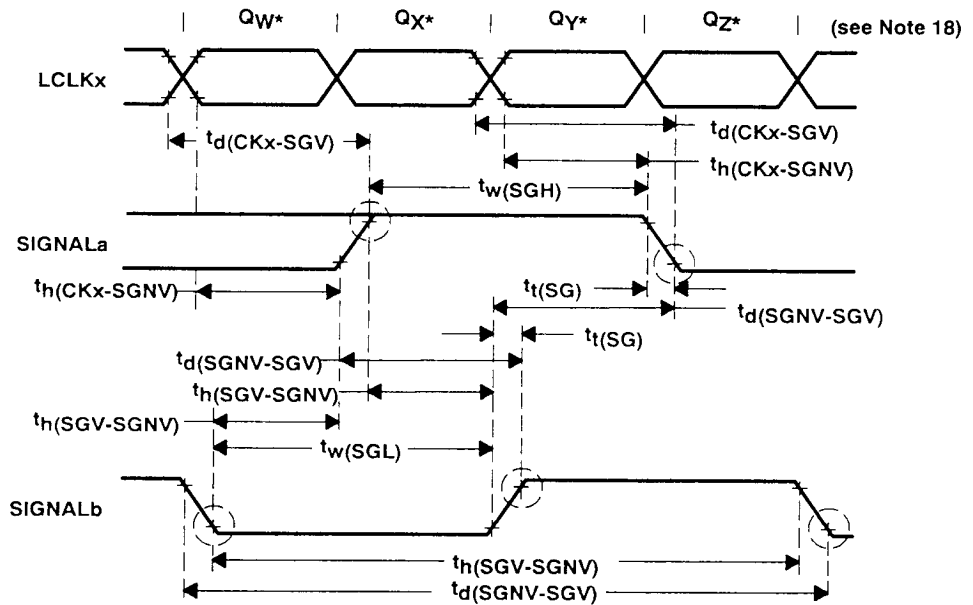 QW* QX* QY* QZ* (see Note 18)
LCLKx
td(CKx-SGV) td(CKx-SGV)
th(CKx-SGNV)
tw(SGH)
SIGNALa
th(CKx-SGNV) tt(SG)
td(SGNV-SGV)
tt(SG)
td(SGNV-SGV)
th(SGV-SGNV)
th(SGV-SGNV)
tw(SGL)
SIGNALb
th(SGV-SGNV)
td(SGNV-SGV)